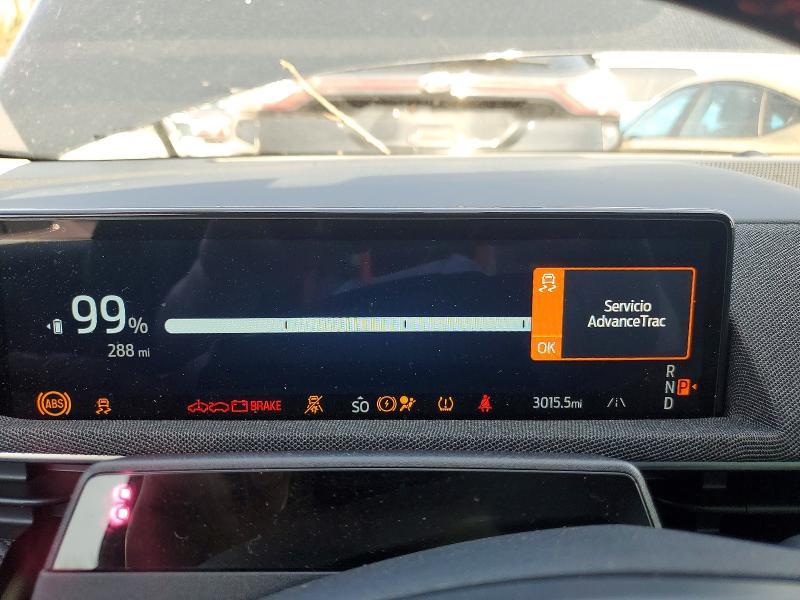 99%
288 mi
Servicio
AdvanceTrac
OK
R
N P
D
ABS
BRAKE
SO
3015.5mi